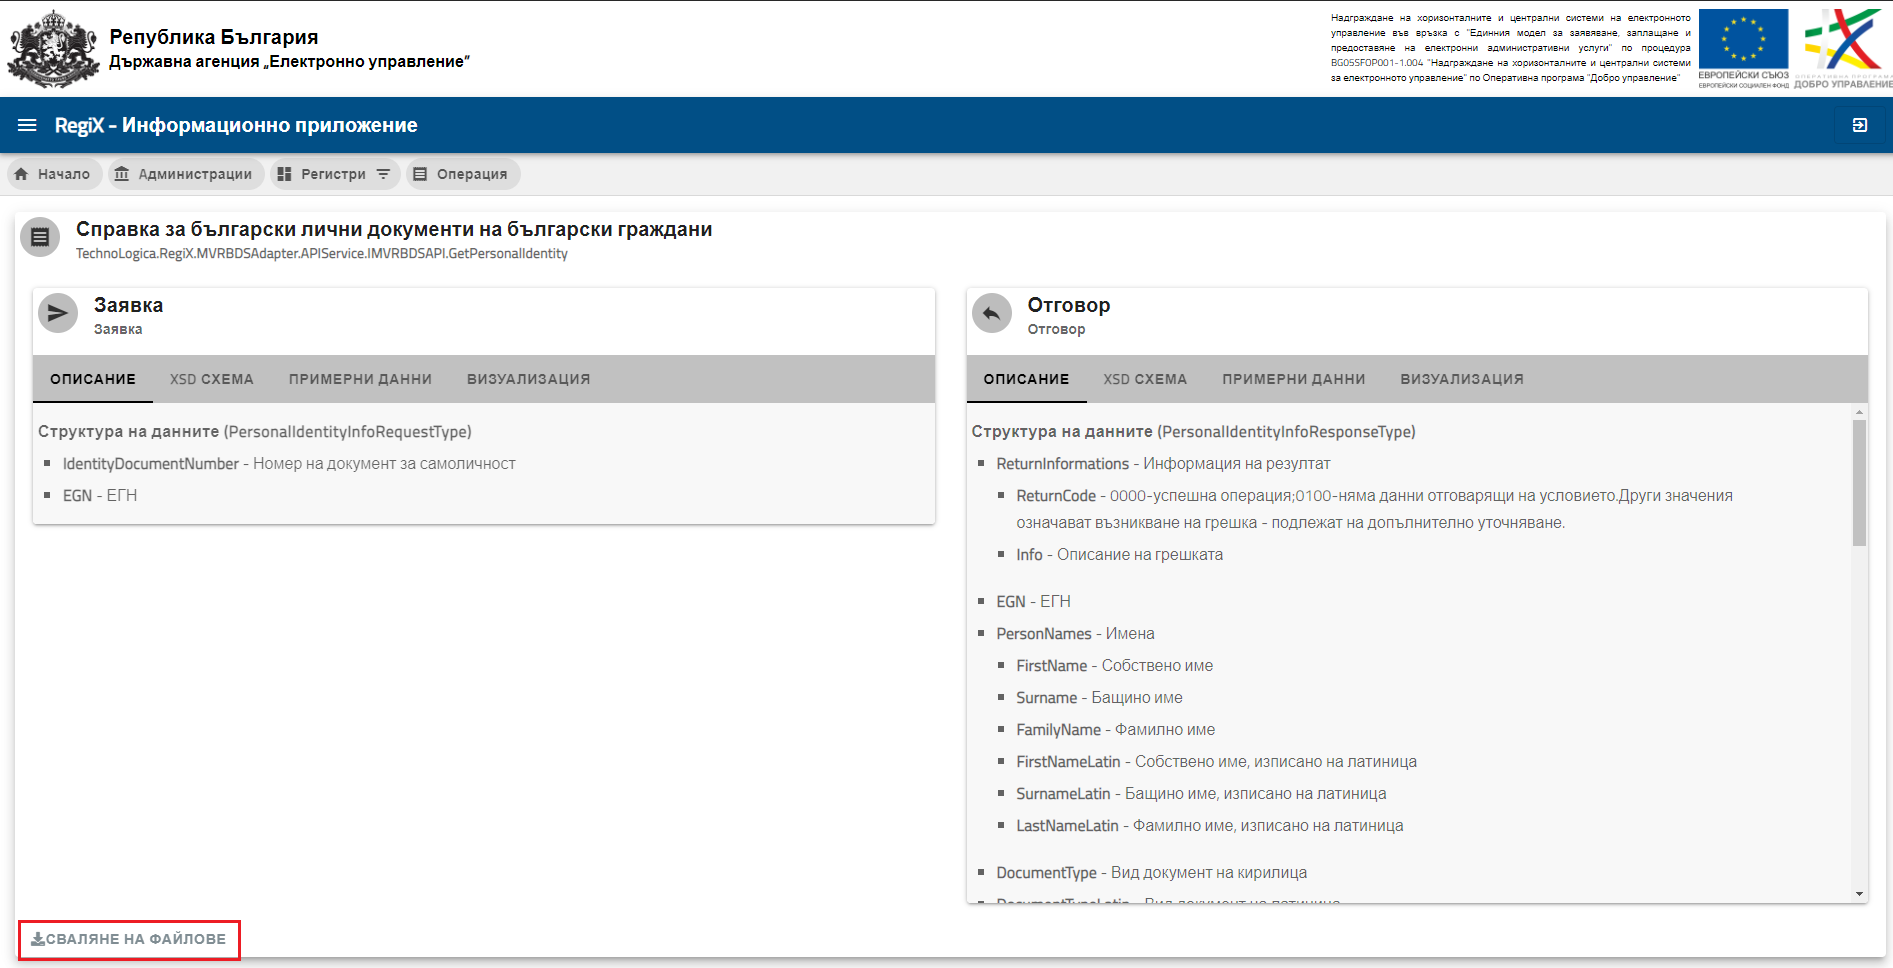 Република България
Държавна агенция „Електронно управление"
Надграждане на хоризонталните и централни системи на електронното
управление във връзка с "Единния модел за заявяване, заплащане и
предоставяне на електронни административни услуги" по процедура
BG05SFOP001-1.004 "Надграждане на хоризонталните и централни системи
за електронното управление" по Оперативна програма "Добро управление"
ЕВРОПЕЙСКИ СЪЮЗ
ЕВРОПЕЙСКИ СОЦИАЛЕН ФОНД
ОПЕРАТИВНА ПРОГРАМА
ДОБРО УПРАВЛЕНИЕ
RegiX - Информационно приложение
Начало
Администрации
Регистри
Операция
Справка за български лични документи на български граждани
TechnoLogica.RegiX.MVRBDSAdapter.APIService.IMVRBDSAPI.GetPersonalIdentity
Заявка
Заявка
ОПИСАНИЕ XSD СХЕМА ПРИМЕРНИ ДАННИ ВИЗУАЛИЗАЦИЯ
Структура на данните (PersonalIdentityInfoRequestType)
IdentityDocumentNumber - Номер на документ за самоличност
EGN - ЕГН
Отговор
Отговор
ОПИСАНИЕ XSD СХЕМА ПРИМЕРНИ ДАННИ ВИЗУАЛИЗАЦИЯ
Структура на данните (PersonalIdentityInfoResponseType)
ReturnInformations - Информация на резултат
ReturnCode - 0000-успешна операция;0100-няма данни отговарящи на условието.Други значения
означават възникване на грешка - подлежат на допълнително уточняване.
Info - Описание на грешката
EGN - ЕГН
PersonNames - Имена
FirstName - Собствено име
Surname - Бащино име
FamilyName - Фамилно име
FirstNameLatin - Собствено име, изписано на латиница
SurnameLatin - Бащино име, изписано на латиница
LastNameLatin - Фамилно име, изписано на латиница
DocumentType - Вид документ на кирилица
DocumentTypeLatin - Вид документ на латиница
СВАЛЯНЕ НА ФАЙЛОВЕ